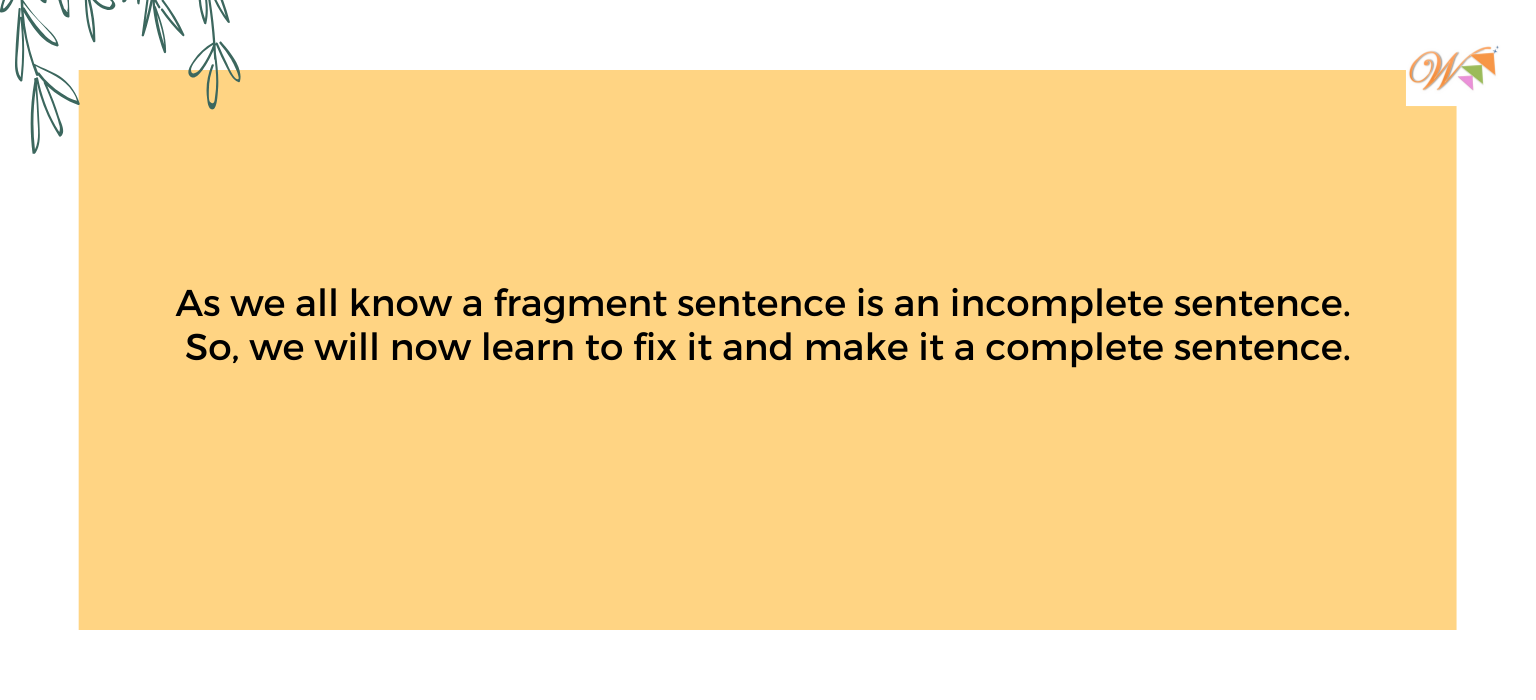 W
As we all know a fragment sentence is an incomplete sentence.
So, we will now learn to fix it and make it a complete sentence.